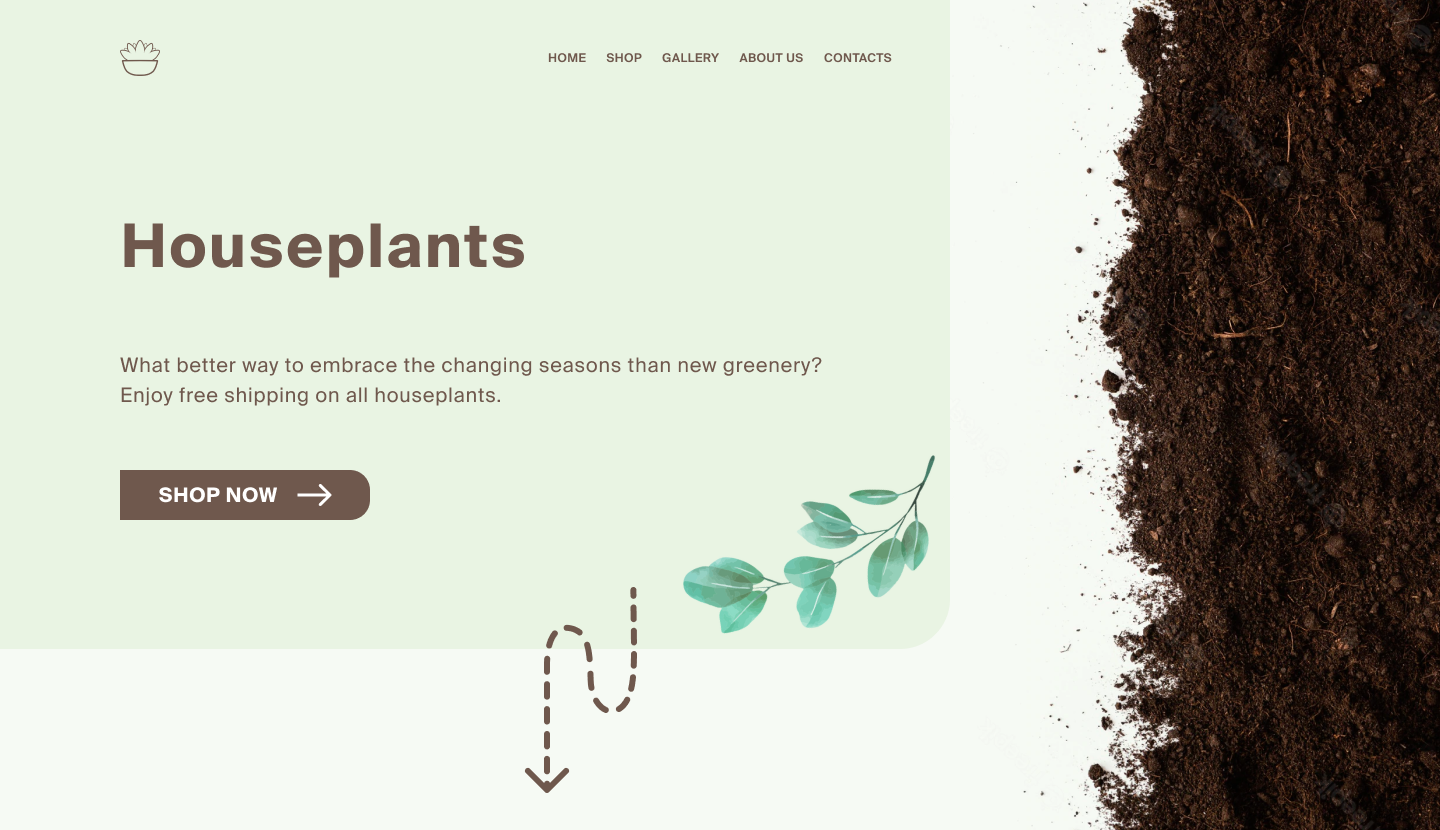 HOME SHOP GALLERY ABOUT US CONTACTS
Houseplants
What better way to embrace the changing seasons than new greenery?
Enjoy free shipping on all houseplants.
SHOP NOW